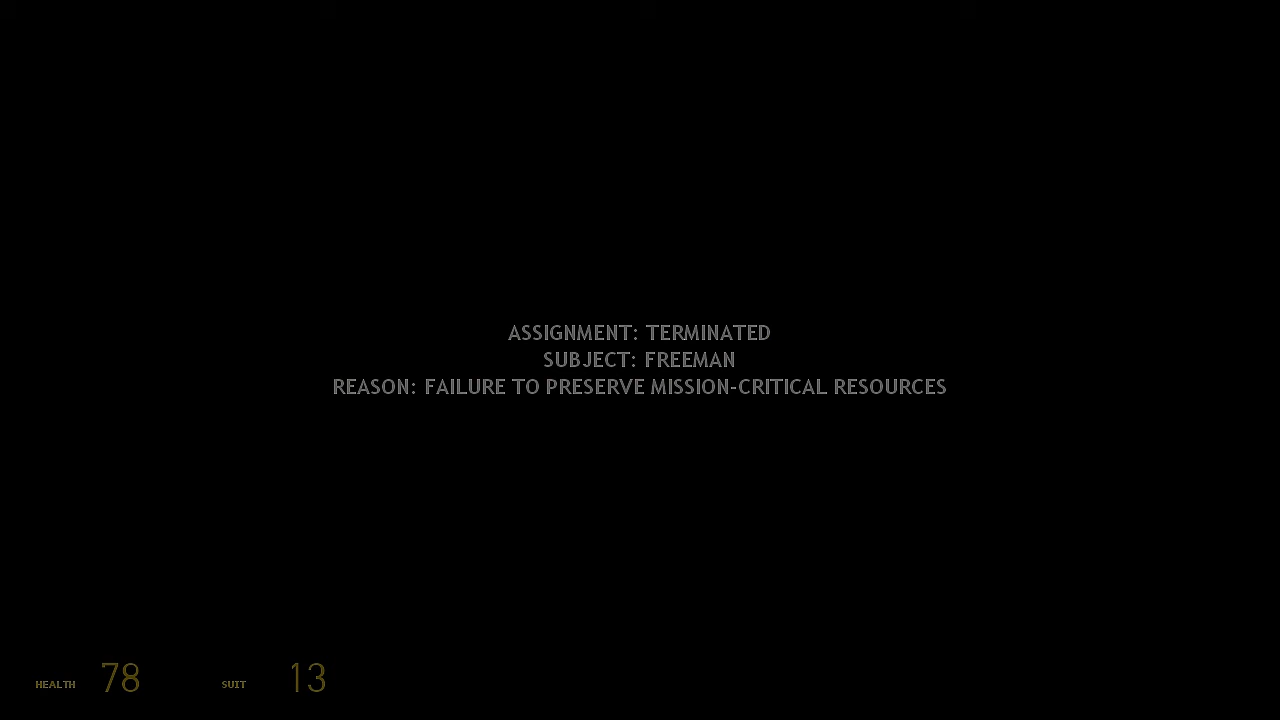 ASSIGNMENT: TERMINATED
SUBJECT: FREEMAN
REASON: FAILURE TO PRESERVE MISSION-CRITICAL RESOURCES
HEALTH 78 SUIT 13